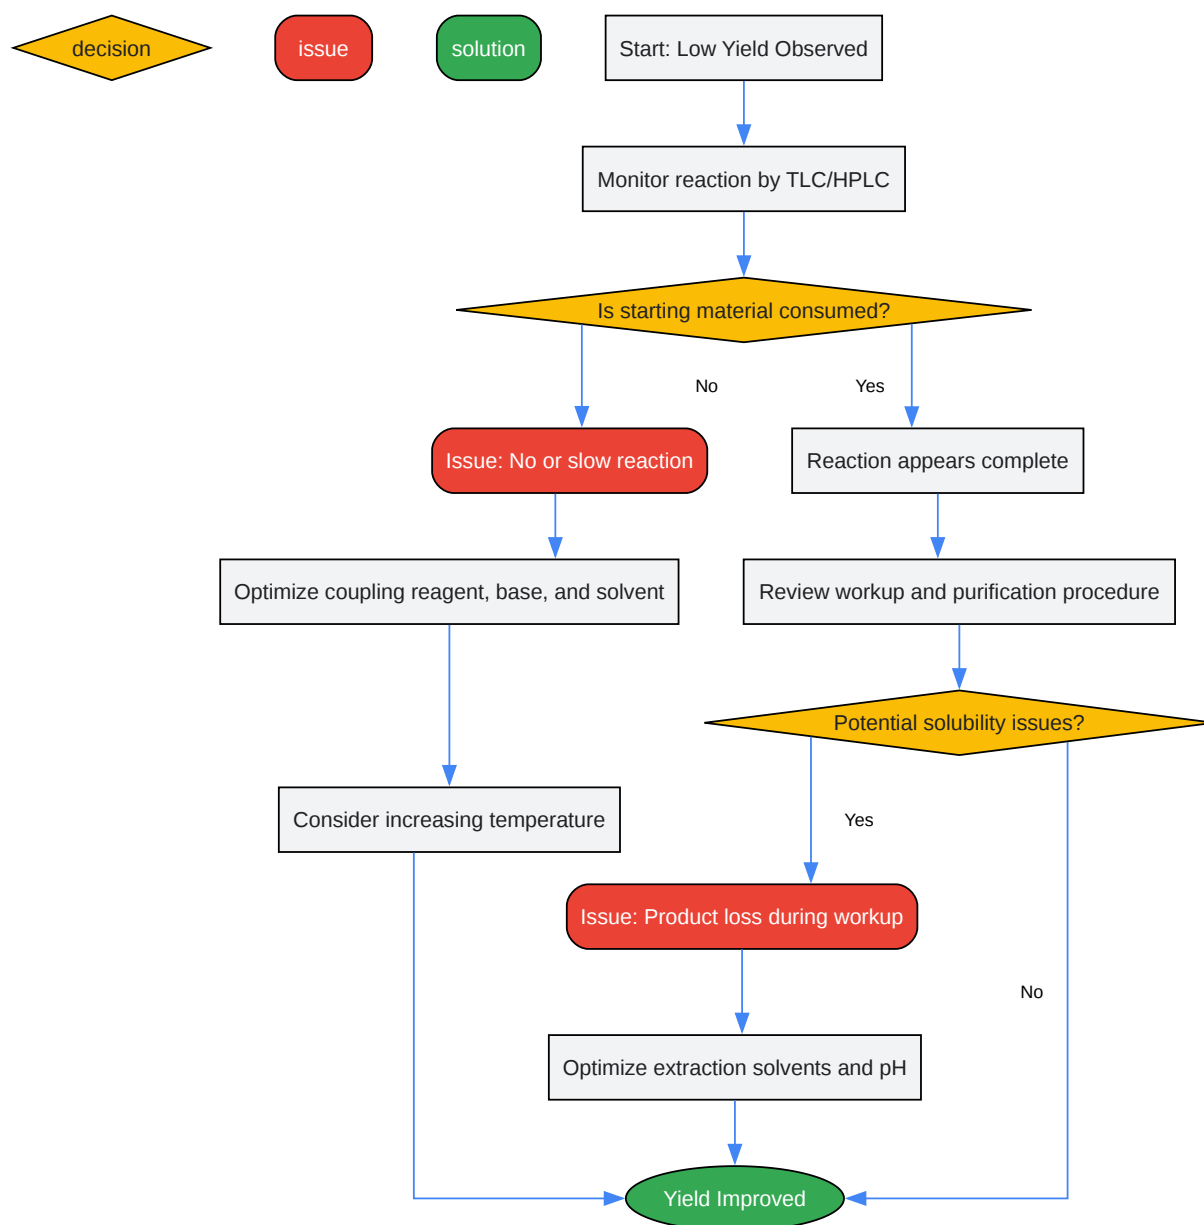 decision
issue
solution
Start: Low Yield Observed
Monitor reaction by TLC/HPLC
Is starting material consumed?
No
Yes
Issue: No or slow reaction
Reaction appears complete
Optimize coupling reagent, base, and solvent
Review workup and purification procedure
Potential solubility issues?
Consider increasing temperature
Yes
Issue: Product loss during workup
No
Optimize extraction solvents and pH
Yield Improved